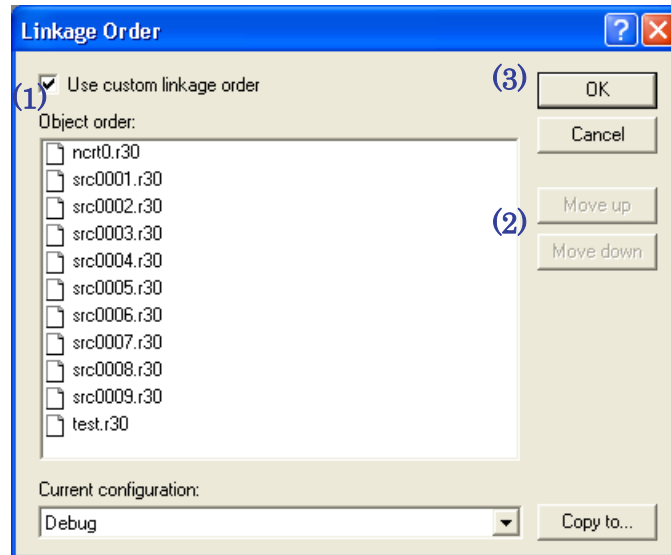 Linkage Order
(1)
Use custom linkage order
(3)
OK
Object order:
Cancel
ncrt0.r30
src0001.r30
src0002.r30
src0003.r30
src0004.r30
src0005.r30
src0006.r30
src0007.r30
src0008.r30
src0009.r30
test.r30
Move up
(2)
Move down
Current configuration:
Debug
Copy to...